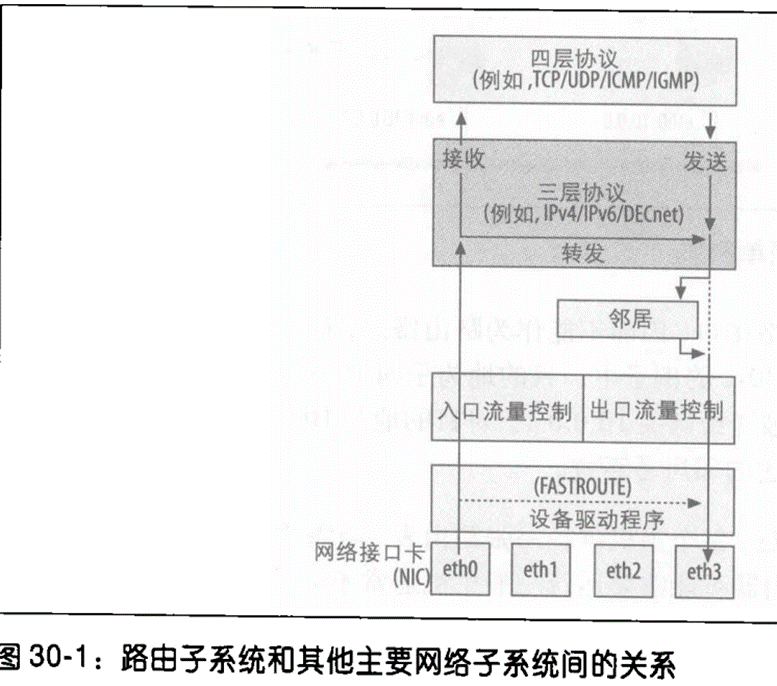 四层协议
(例如,TCP/UDP/ICMP/IGMP)
接收
发送
三层协议
(例如, IPv4/IPv6/DECnet)
转发
邻居
入口流量控制
出口流量控制
(FASTROUTE)
设备驱动程序
网络接口卡
(NIC)
eth0
eth1
eth2
eth3
图 30-1：路由子系统和其他主要网络子系统间的关系